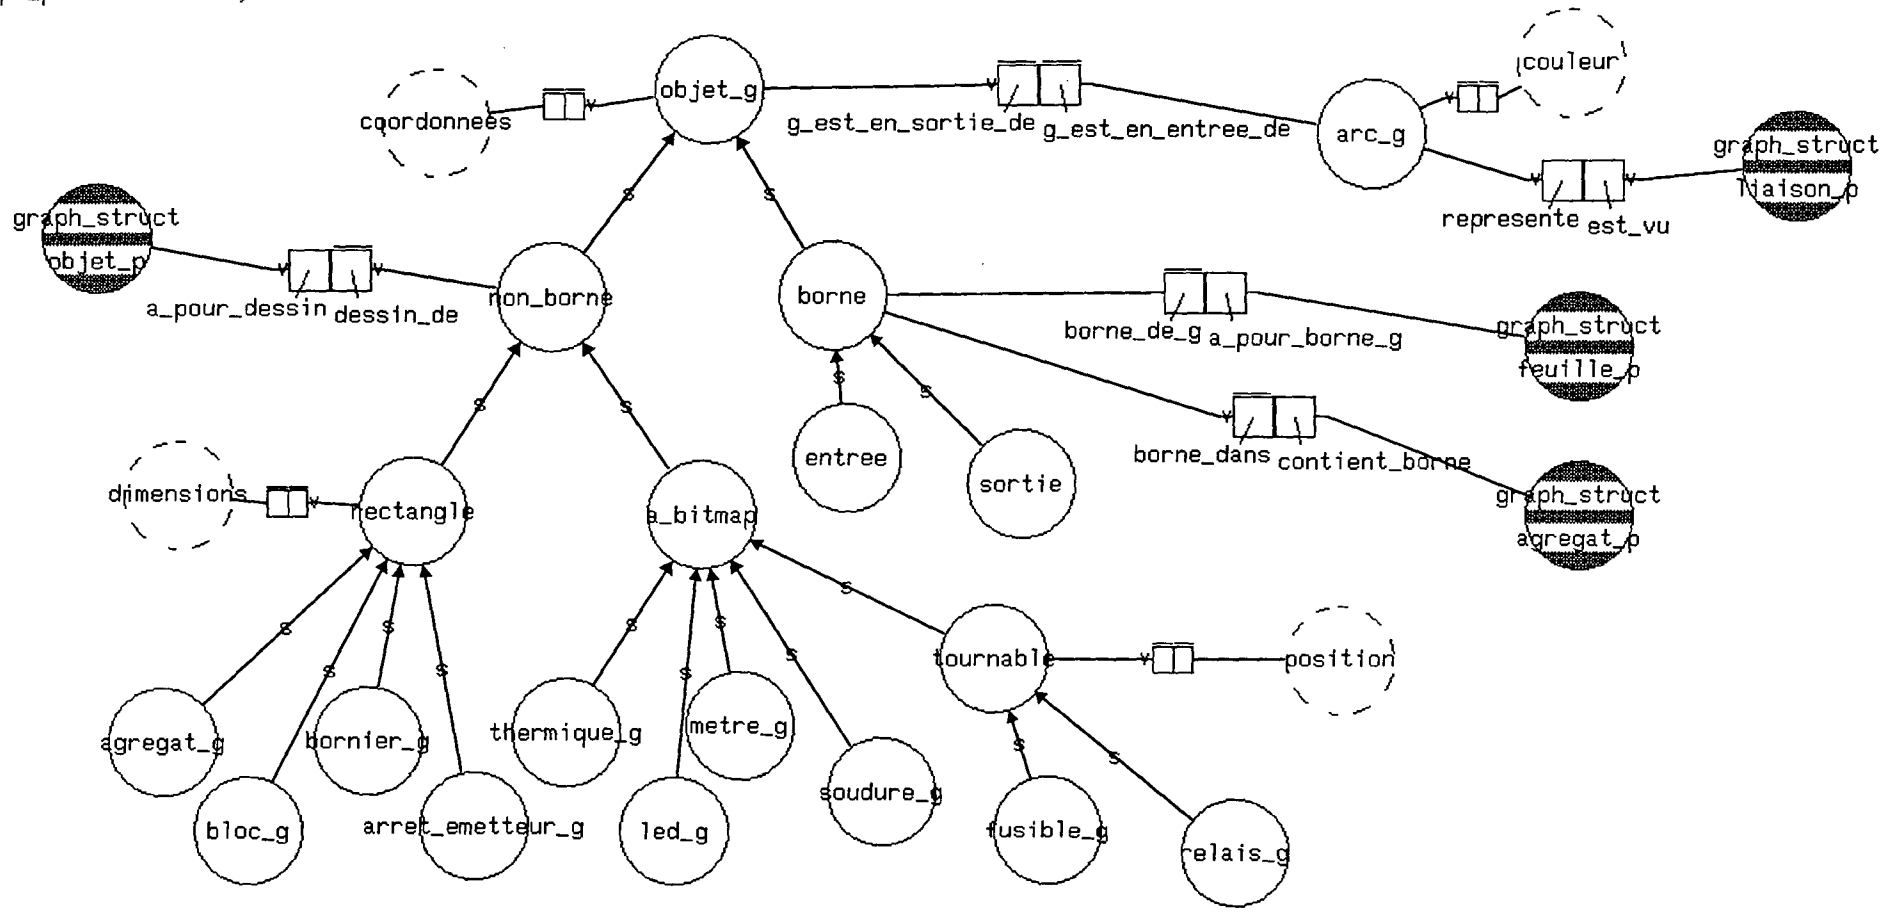 couleur
objet_g
coordonnees
g_est_en_sortie_de
g_est_en_entree_de
arc_g
graph_struct
liaison_p
represente
est_vu
graph_struct
objet_p
a_pour_dessin
dessin_de
non_borne
borne
borne_de_g
a_pour_borne_g
graph_struct
feuille_p
s
s
s
s
s
s
entree
sortie
borne_dans
contient_borne
graph_struct
agregat_p
dimensions
rectangle
a_bitmap
s
s
s
s
s
s
s
s
s
tournable
position
agregat_g
bornier_g
thermique_g
metre_g
s
s
bloc_g
arret_emetteur_g
led_g
soudure_g
fusible_g
relais_g